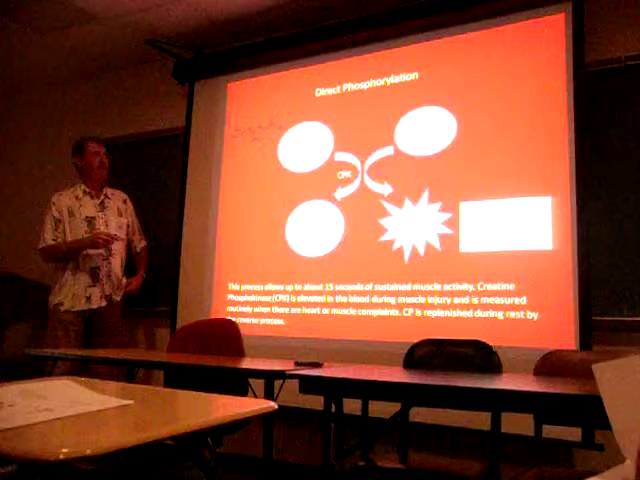 Direct Phosphorylation
CPK
This process allows up to about 15 seconds of sustained muscle activity. Creatine
Phosphokinase (CPK) is elevated in the blood during muscle injury and is measured
routinely when there are heart or muscle complaints. CP is replenished during rest by
reverse process.